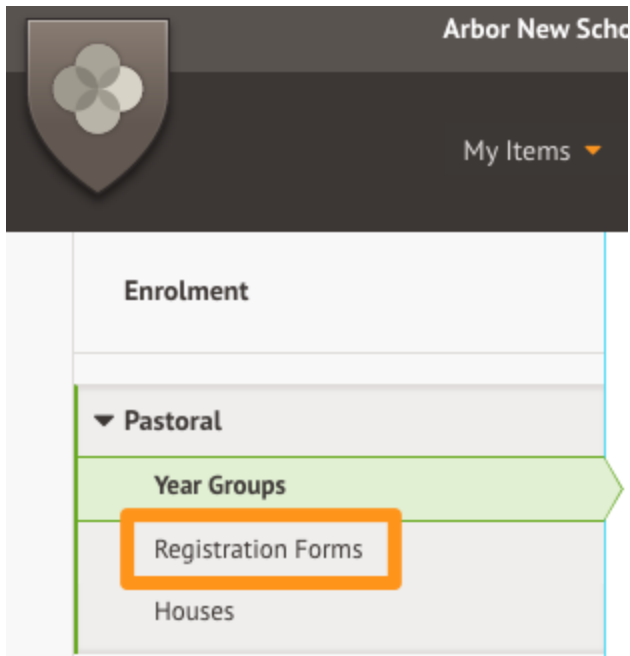 Arbor New Scho
My Items
Enrolment
Pastoral
Year Groups
Registration Forms
Houses